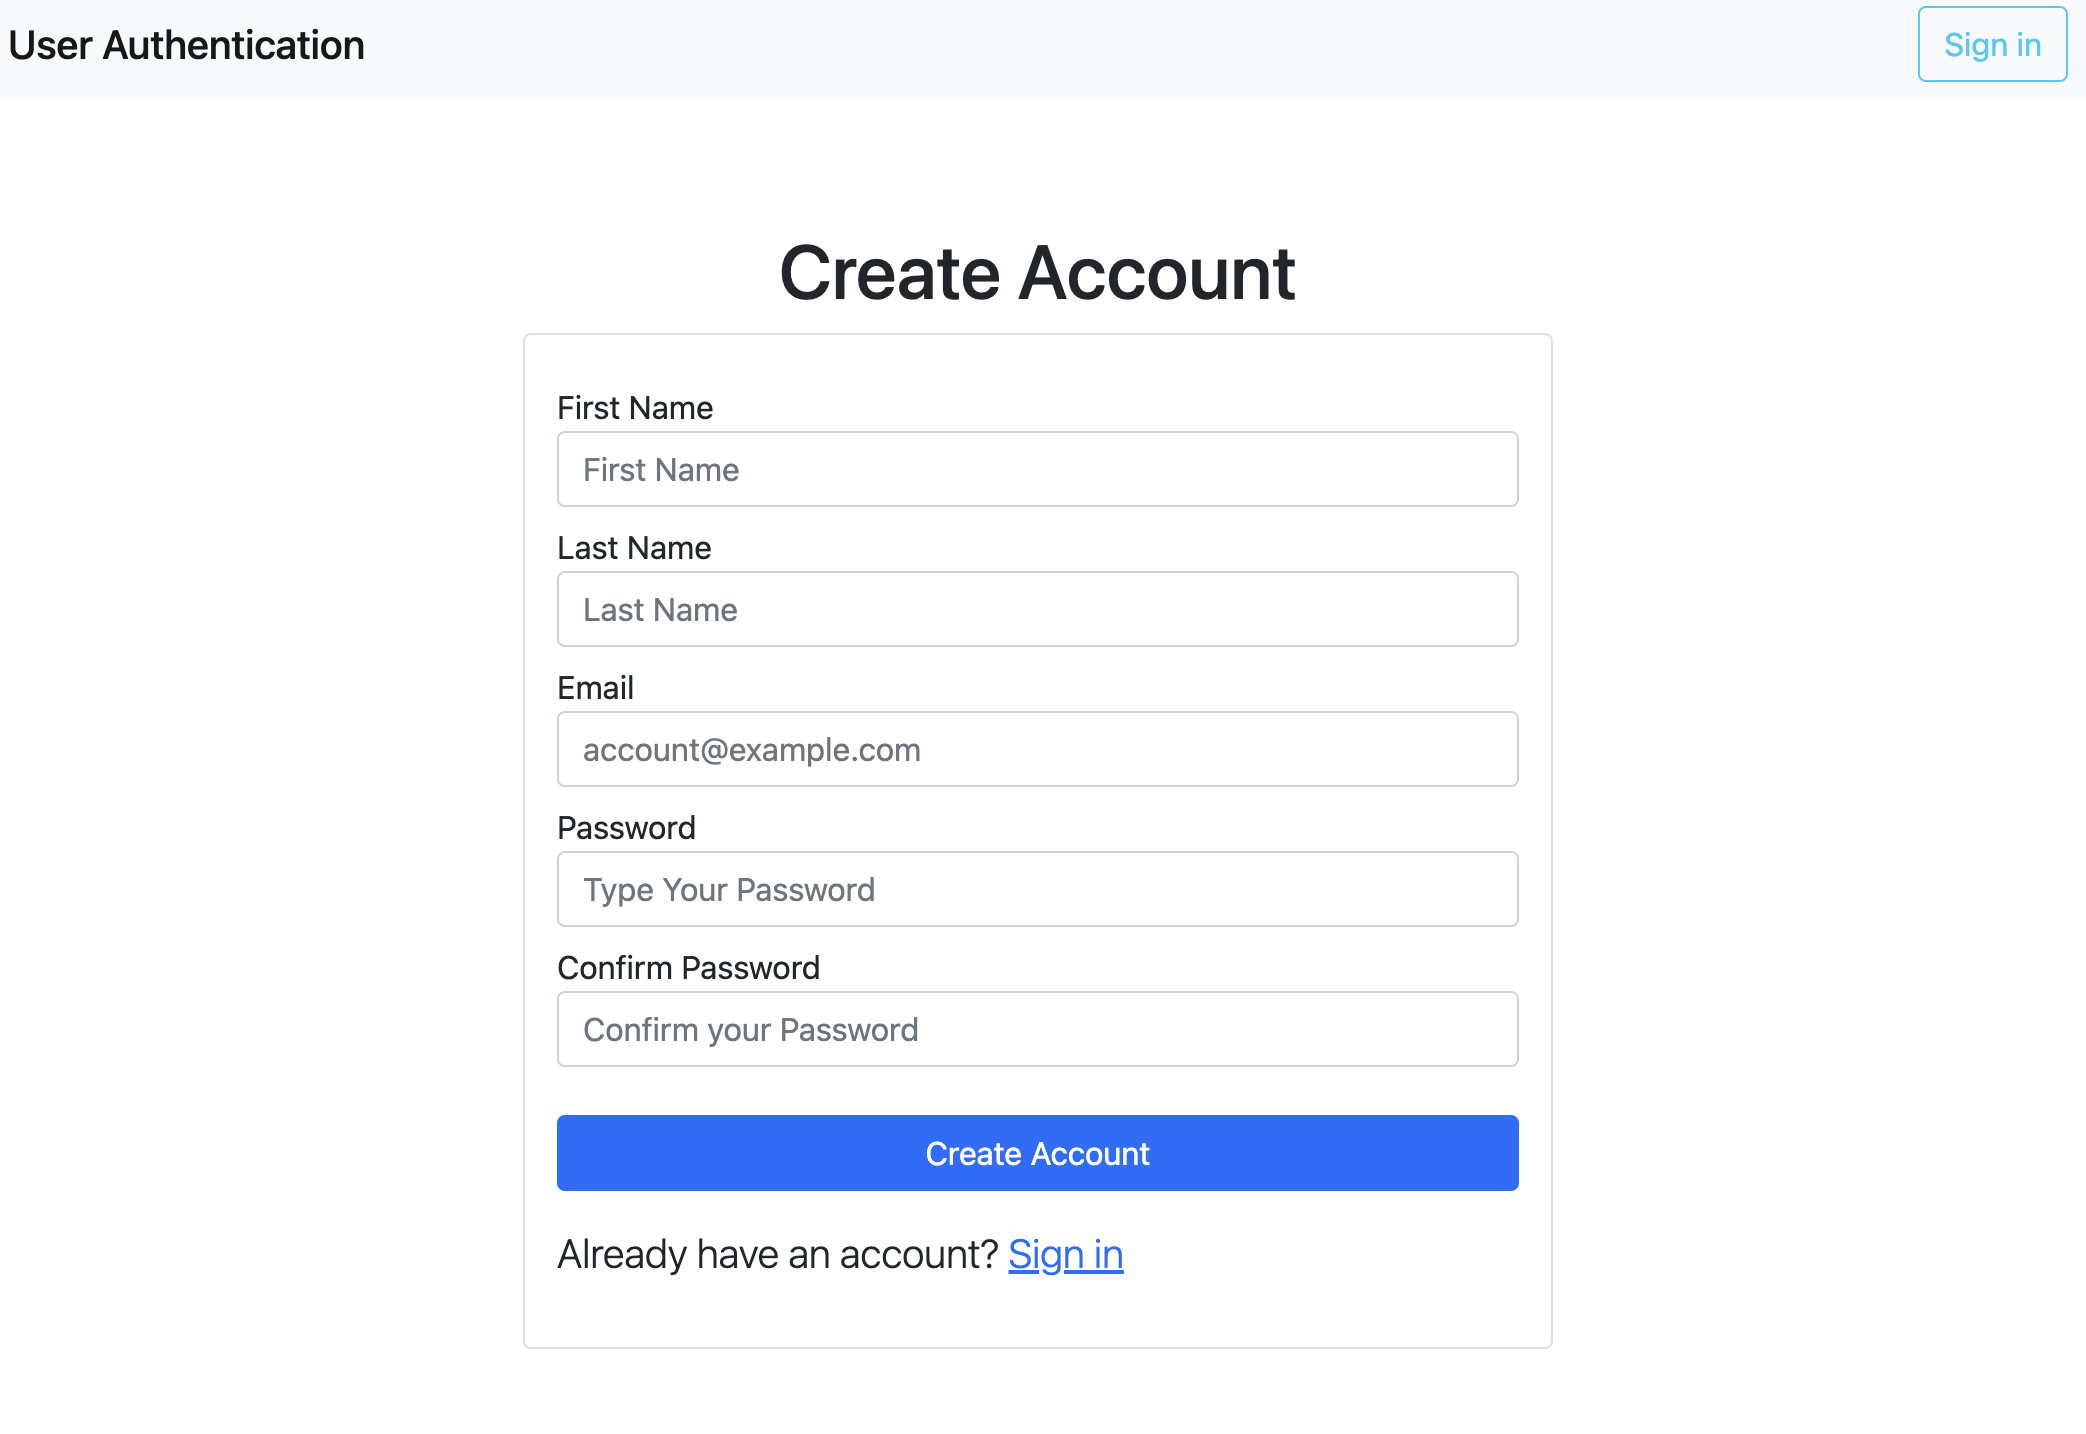 User Authentication
Sign in
Create Account
First Name
First Name
Last Name
Last Name
Email
account@example.com
Password
Type Your Password
Confirm Password
Confirm your Password
Create Account
Already have an account? Sign in